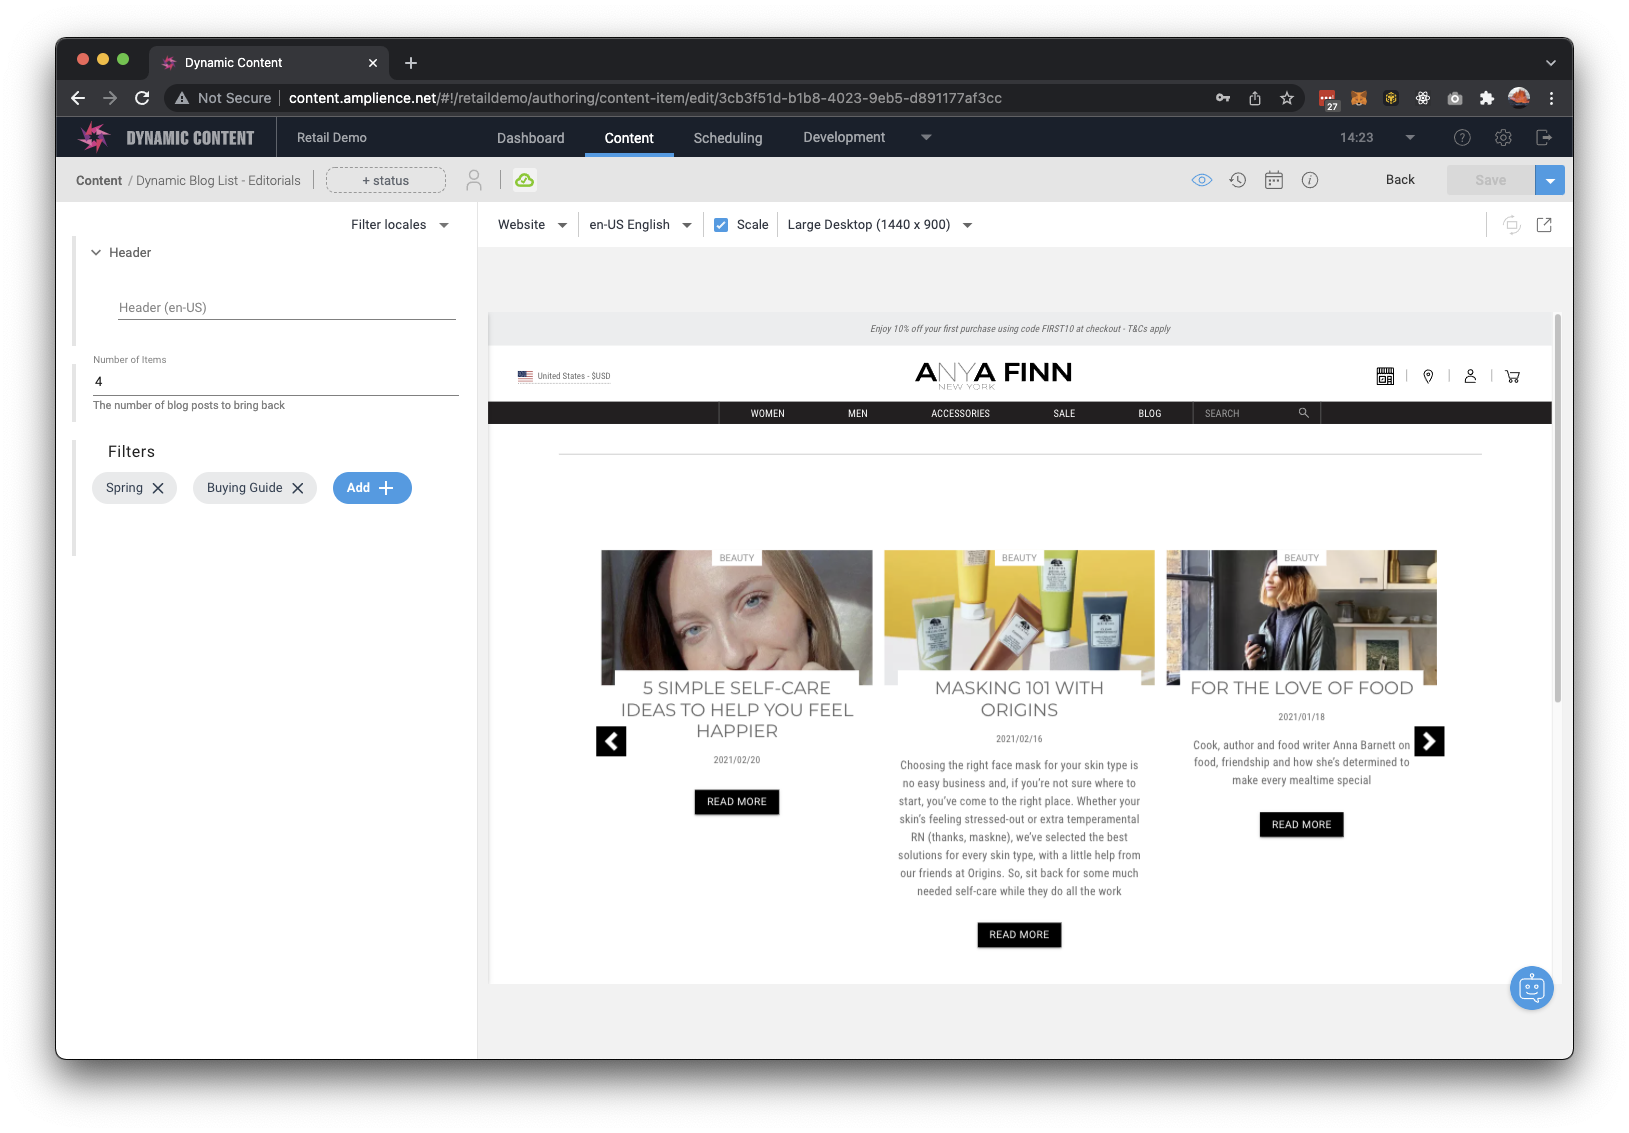 Dynamic Content
Not Secure
content.amplience.net/#!/retaildemo/authoring/content-item/edit/3cb3f51d-b1b8-4023-9eb5-d891177af3cc
27
DYNAMIC CONTENT
Retail Demo
Dashboard
Content
Scheduling
Development
14:23
Content / Dynamic Blog List - Editorials
+ status
Back
Save
Filter locales
Website
en-US English
Scale
Large Desktop (1440 x 900)
Header
Header (en-US)
Number of Items
4
The number of blog posts to bring back
Filters
Spring
Buying Guide
Add
Enjoy 10% off your first purchase using code FIRST10 at checkout - T&Cs apply
United States - $USD
ANYA FINN
NEW YORK
WOMEN
MEN
ACCESSORIES
SALE
BLOG
SEARCH
BEAUTY
5 SIMPLE SELF-CARE
IDEAS TO HELP YOU FEEL
HAPPIER
2021/02/20
READ MORE
BEAUTY
MASKING 101 WITH
ORIGINS
2021/02/16
Choosing the right face mask for your skin type is
no easy business and, if you're not sure where to
start, you've come to the right place. Whether your
skin's feeling stressed-out or extra temperamental
RN (thanks, maskne), we've selected the best
solutions for every skin type, with a little help from
our friends at Origins. So, sit back for some much
needed self-care while they do all the work
READ MORE
BEAUTY
FOR THE LOVE OF FOOD
2021/01/18
Cook, author and food writer Anna Barnett on
food, friendship and how she's determined to
make every mealtime special
READ MORE